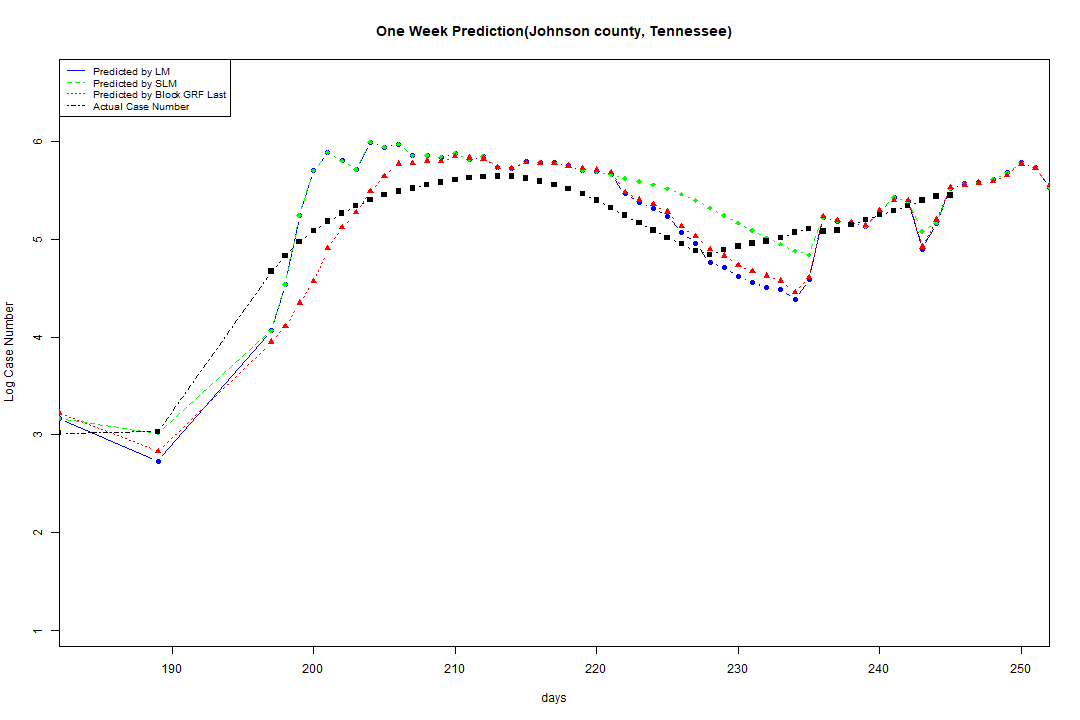 One Week Prediction(Johnson county, Tennessee)
Predicted by LM
Predicted by SLM
Predicted by Block GRF Last
Actual Case Number
6
5
4
3
2
1
Log Case Number
190 200 210 220 230 240 250
days